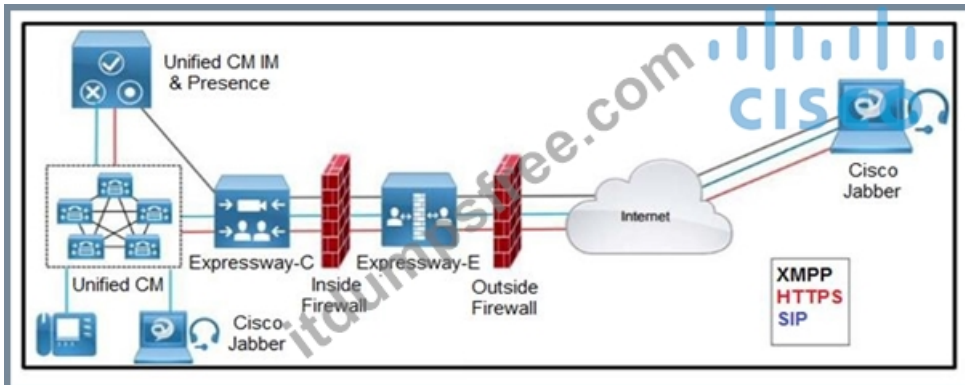 Unified CM IM
& Presence
CISCO
Cisco
Jabber
Internet
Expressway-C
Expressway-E
Unified CM
Inside
Firewall
Outside
Firewall
Cisco
Jabber
XMPP
HTTPS
SIP
itdumpsfree.com